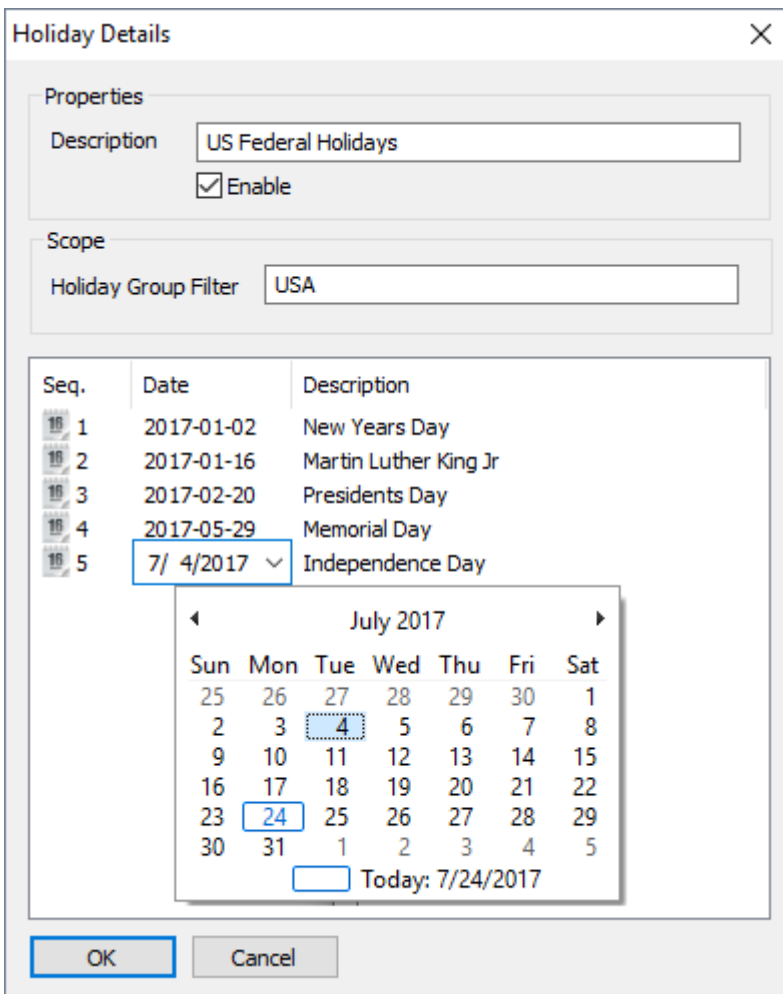 Holiday Details
Properties
Description US Federal Holidays
Enable
Scope
Holiday Group Filter USA
Seq. Date Description
16 1 2017-01-02 New Years Day
16 2 2017-01-16 Martin Luther King Jr
16 3 2017-02-20 Presidents Day
16 4 2017-05-29 Memorial Day
16 5 7/ 4/2017 Independence Day
July 2017
Sun Mon Tue Wed Thu Fri Sat
25 26 27 28 29 30 1
2 3 4 5 6 7 8
9 10 11 12 13 14 15
16 17 18 19 20 21 22
23 24 25 26 27 28 29
30 31 1 2 3 4 5
Today: 7/24/2017
OK Cancel